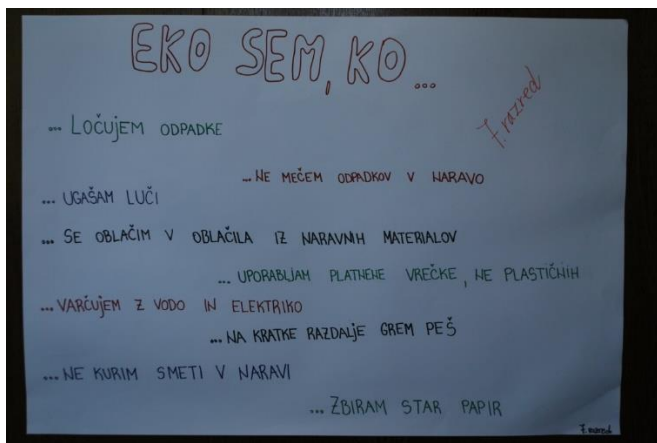 EKO SEM, KO...
7. razred
... LOČUJEM ODPADKE
... NE MEČEM ODPADKOV V NARAVO
... UGAŠAM LUČI
... SE OBLAČIM V OBLAČILA IZ NARAVNIH MATERIALOV
... UPORABLJAM PLATNENE VREČKE, NE PLASTIČNIH
... VARČUJEM Z VODO IN ELEKTRIKO
... NA KRATKE RAZDALJE GREM PEŠ
... NE KURIM SMETI V NARAVI
... ZBIRAM STAR PAPIR
7. razred